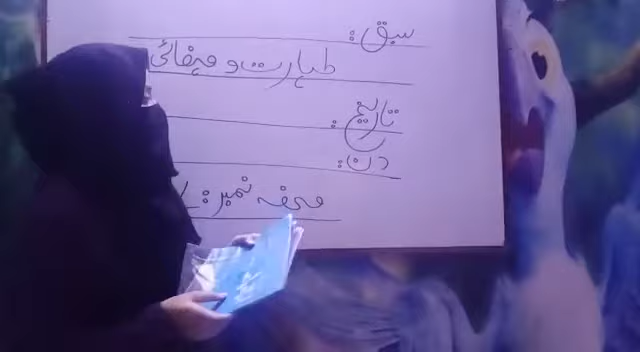 سبق:
طہارت و صفائی
تاریخ:
دن:
صفحہ نمبر: